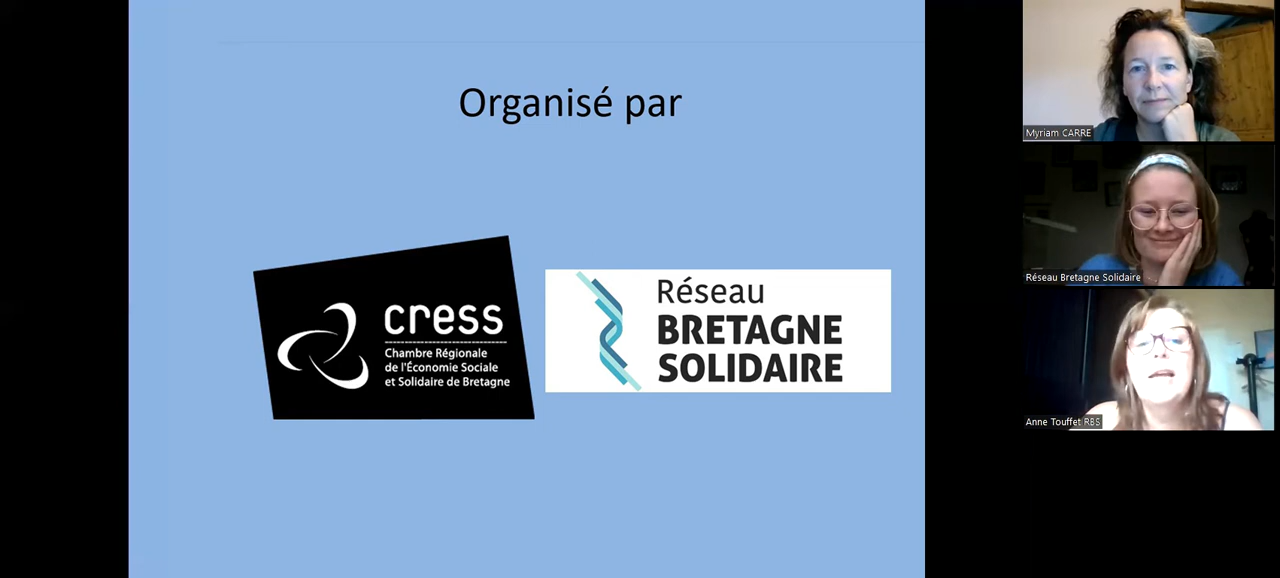 Organisé par
cress
Chambre Régionale
de l'Économie Sociale
et Solidaire de Bretagne
Réseau
BRETAGNE
SOLIDAIRE
Myriam CARRE
Réseau Bretagne Solidaire
Anne Touffet RBS